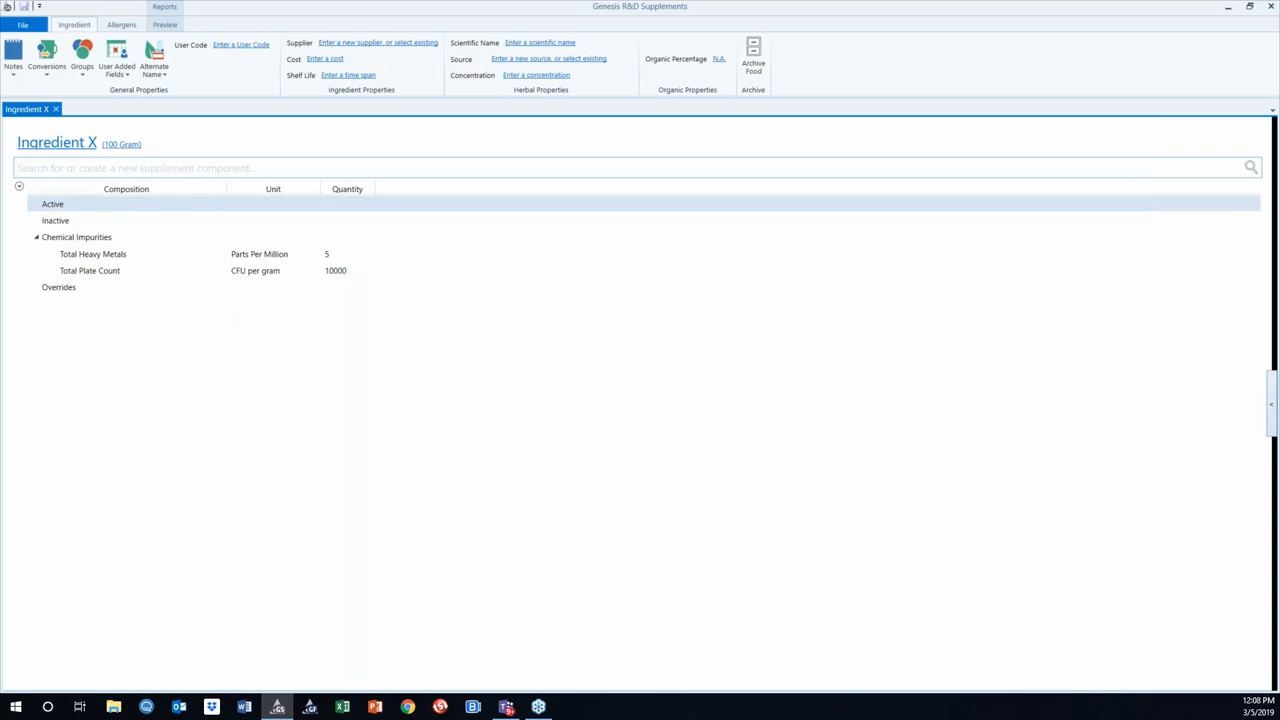 Reports
Genesis R&D Supplements
File
Ingredient
Allergens
Preview
Notes
Conversions
Groups
User Added Fields
Alternate Name
User Code Enter a User Code
General Properties
Supplier Enter a new supplier, or select existing
Cost Enter a cost
Shelf Life Enter a time span
Ingredient Properties
Scientific Name Enter a scientific name
Source Enter a new source, or select existing
Concentration Enter a concentration
Herbal Properties
Organic Percentage N.A.
Organic Properties
Archive Food
Archive
Ingredient X
Ingredient X (100 Gram)
Search for or create a new supplement component...
Composition Unit Quantity
Active
Inactive
Chemical Impurities
Total Heavy Metals Parts Per Million 5
Total Plate Count CFU per gram 10000
Overrides
12:08 PM
3/5/2019